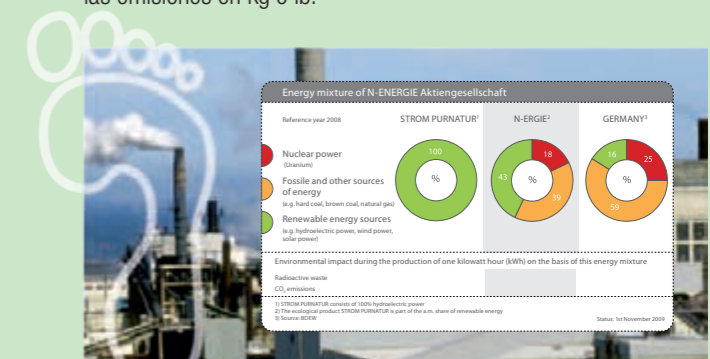 las emisiones en kg o lb.
Energy mixture of N-ENERGIE Aktiengesellschaft
Reference year 2008
STROM PURNATUR¹
N-ERGIE²
GERMANY³
Nuclear power
(Uranium)
Fossile and other sources
of energy
(e.g. hard coal, brown coal, natural gas)
Renewable energy sources
(e.g. hydroelectric power, wind power,
solar power)
100
%
18
43
%
39
16
25
%
59
Environmental impact during the production of one kilowatt hour (kWh) on the basis of this energy mixture
Radioactive waste
CO₂ emissions
1) STROM PURNATUR consists of 100% hydroelectric power
2) The ecological product STROM PURNATUR is part of the a.m. share of renewable energy
3) Source: BDEW
Status: 1st November 2009